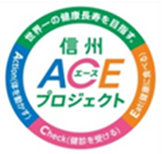 世界一の健康長寿を目指す。
信州
ACE
エース
プロジェクト
Action(体を動かす)
Check(健診を受ける)
Eat(健康に食べる)